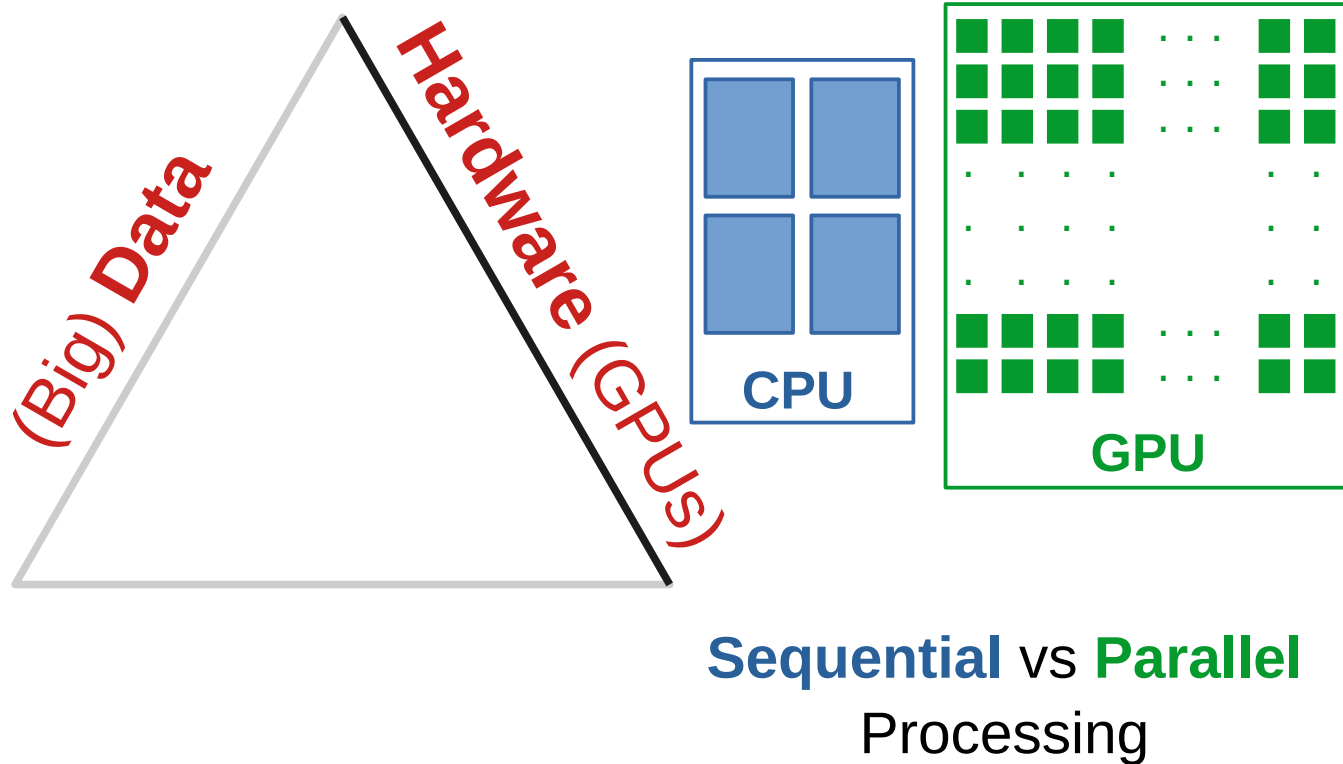 (Big) Data
Hardware (GPUs)
CPU
GPU
Sequential vs Parallel
Processing